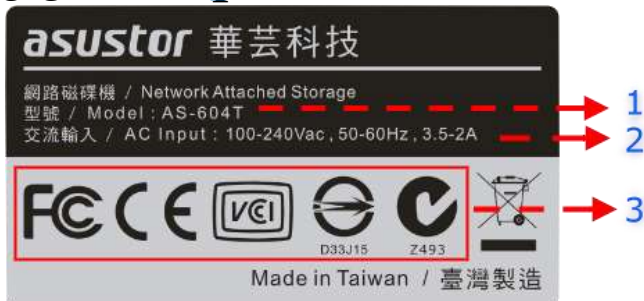 asustor 華芸科技
網路磁碟機 / Network Attached Storage
型號 / Model : AS-604T
1
交流輸入 / AC Input : 100-240Vac , 50-60Hz , 3.5-2A
2
FC CE VCI
3
D33J15 Z493
Made in Taiwan / 臺灣製造